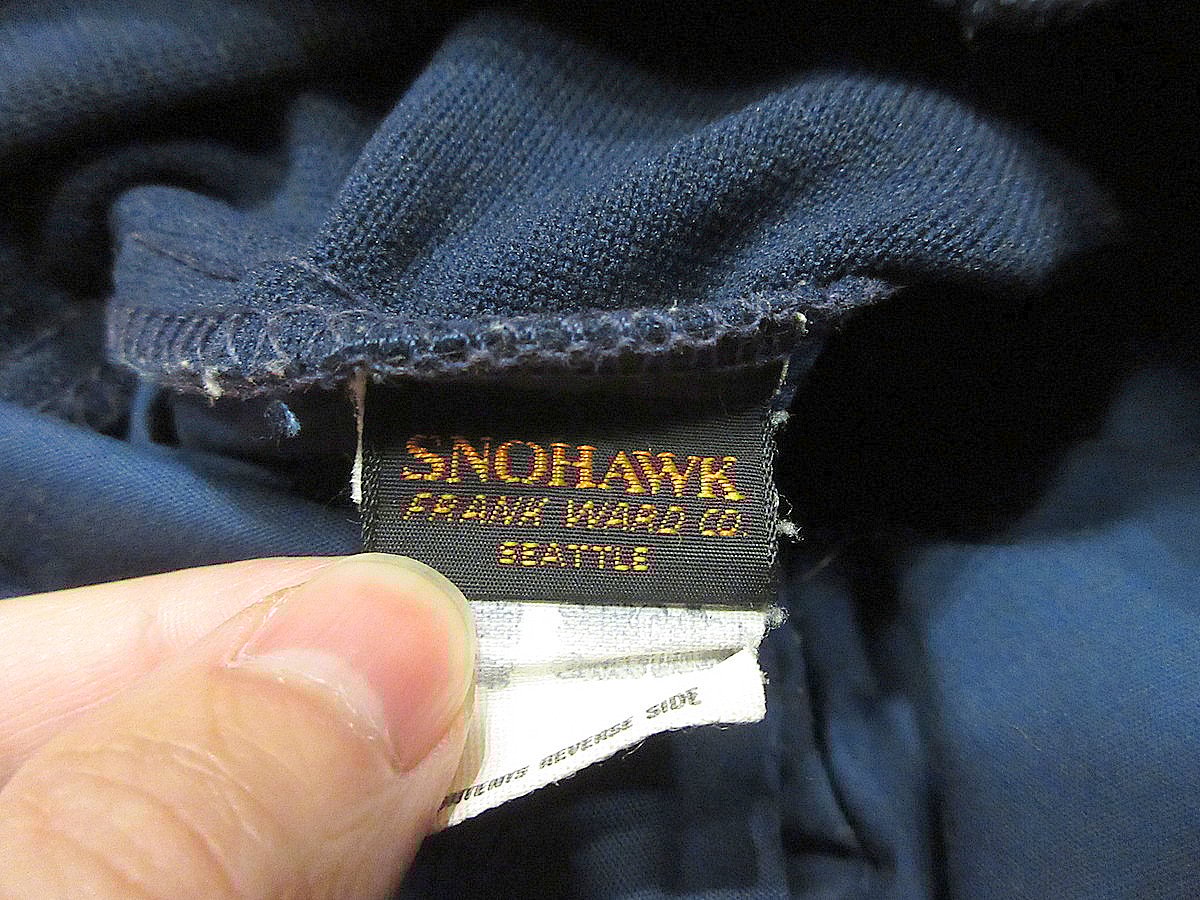 SNOHAWK
FRANK WARD CO.
SEATTLE
REVERSE SIDE